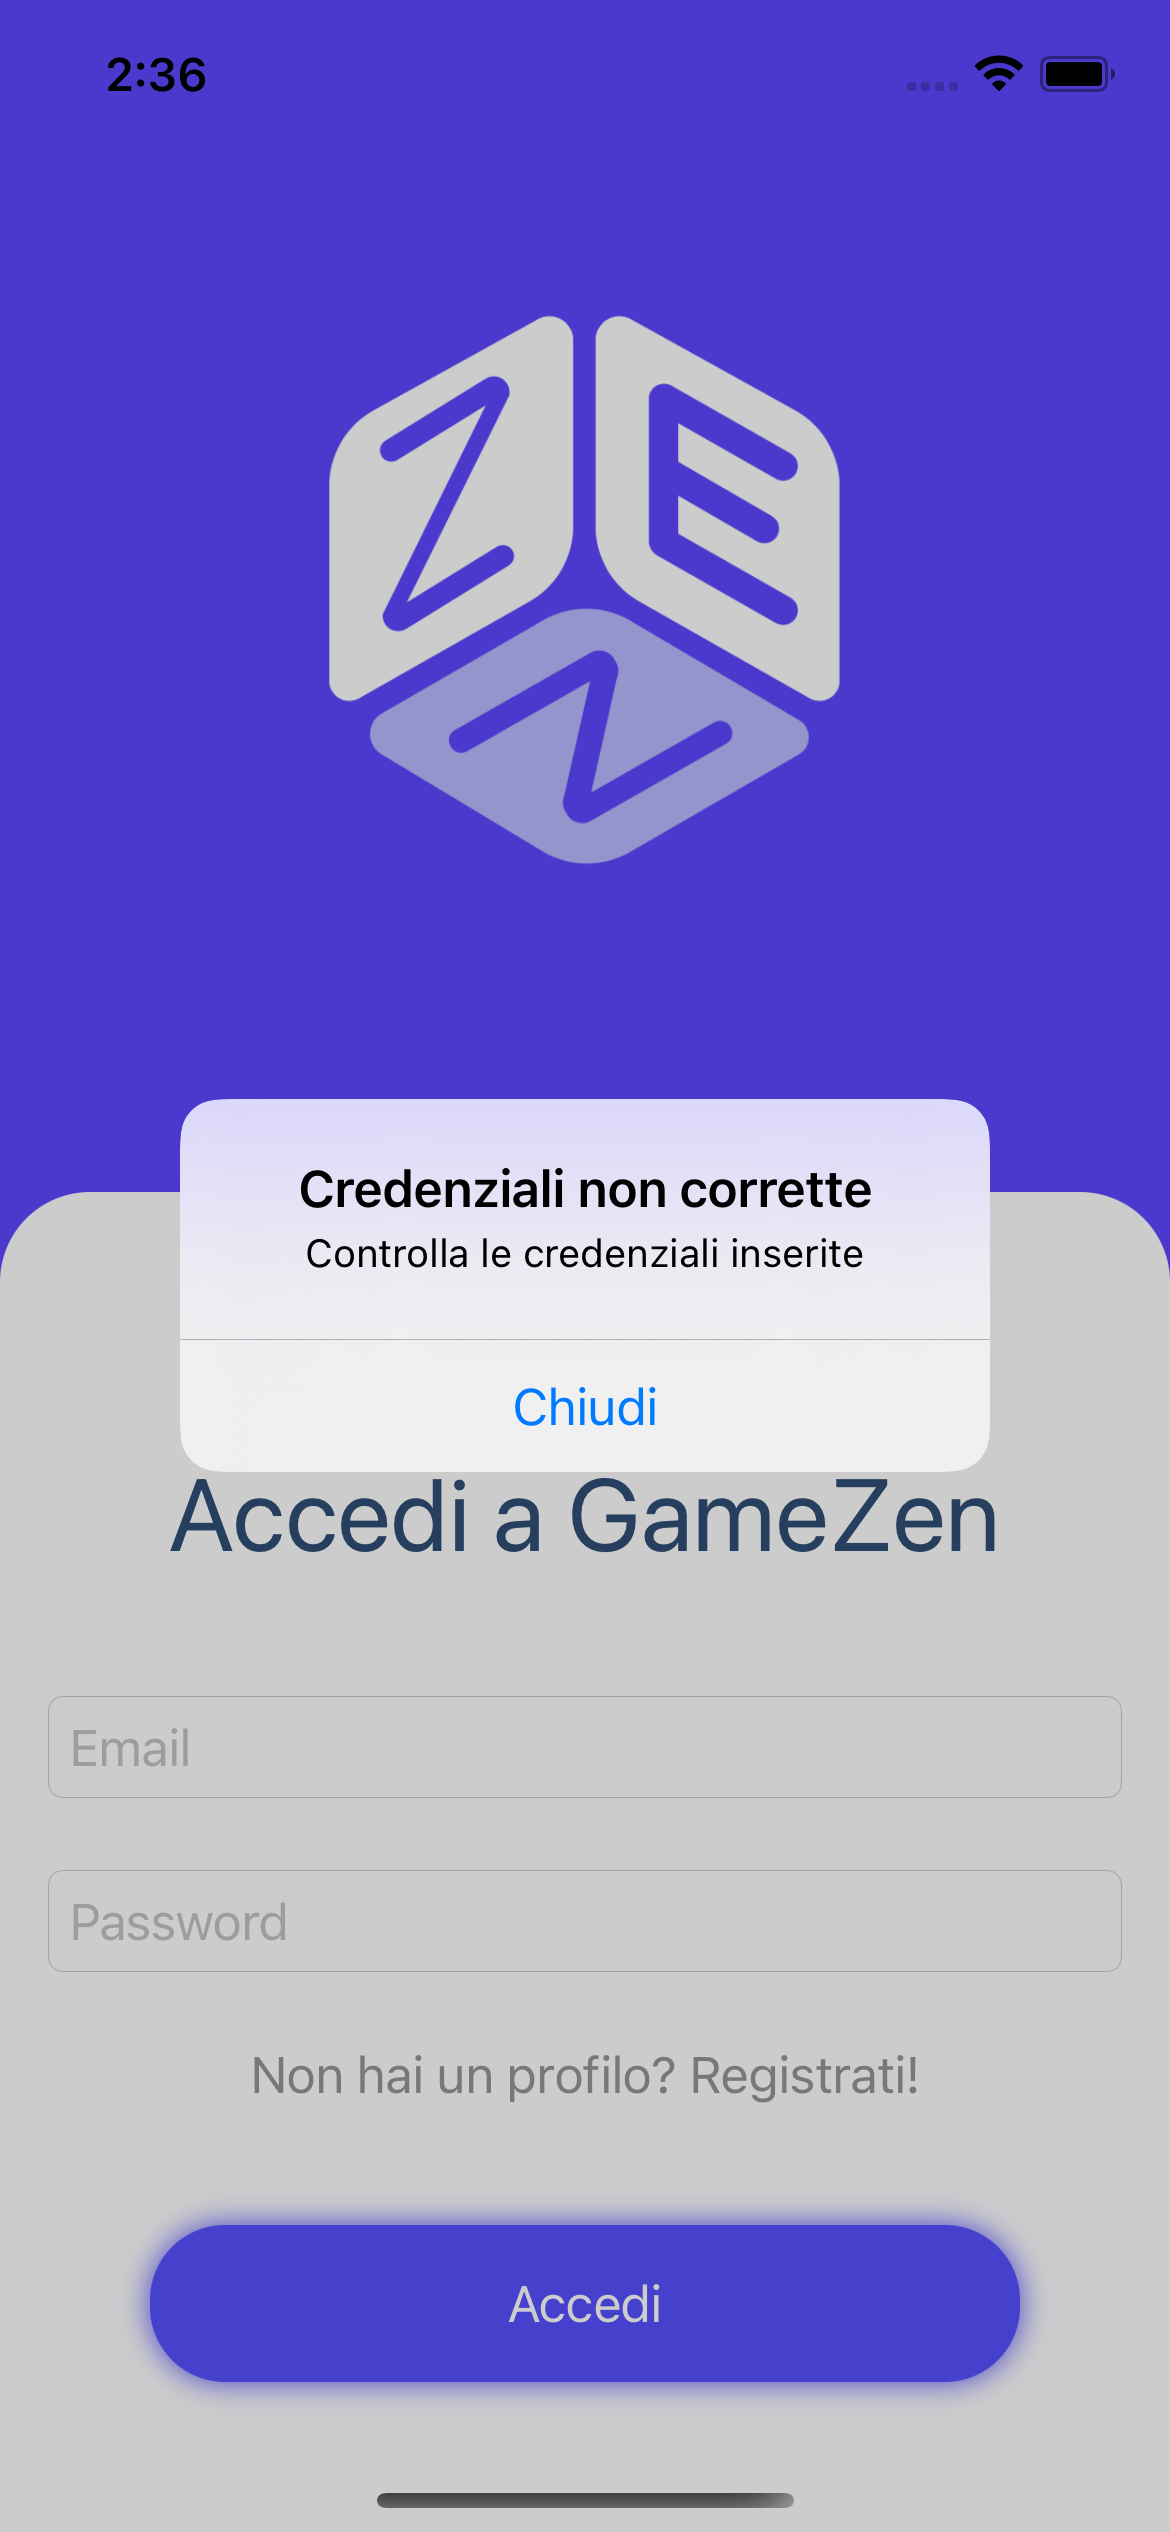 2:36
Z E
N
Credenziali non corrette
Controlla le credenziali inserite
Chiudi
Accedi a GameZen
Email
Password
Non hai un profilo? Registrati!
Accedi